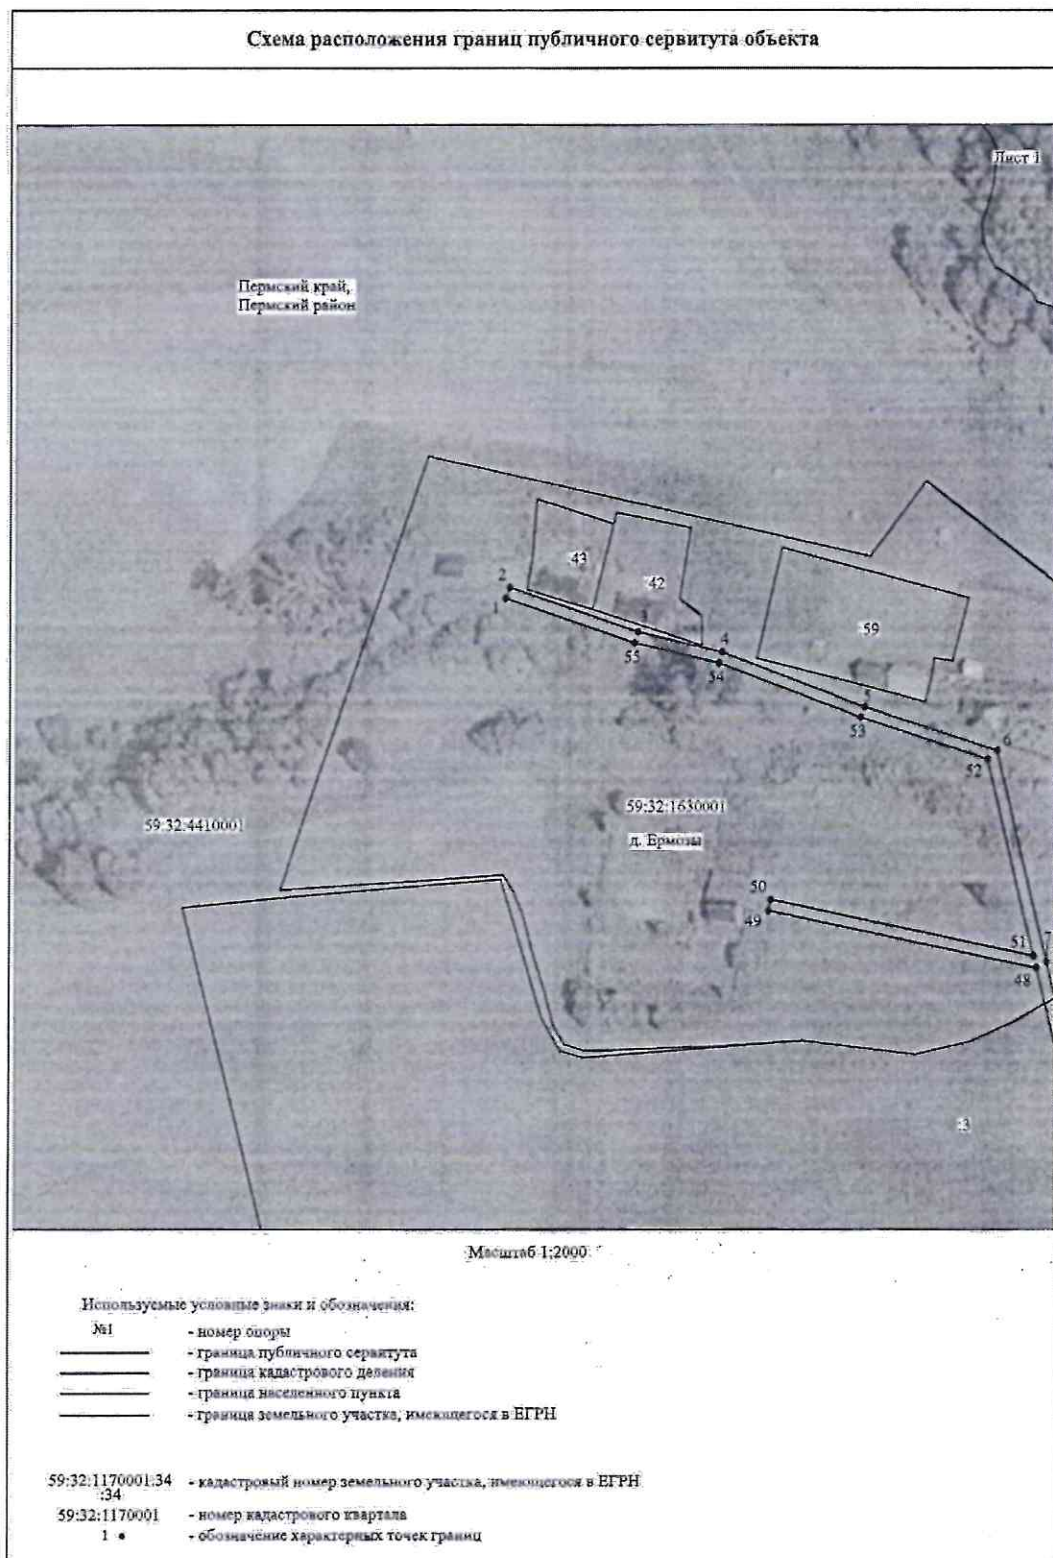 Схема расположения границ публичного сервитута объекта
Лист 1
Пермский край,
Пермский район
43
42
59
2
1
3
4
55
54
5
53
6
52
59:32:1630001
59:32:4410001
д. Ермозы
50
49
51
7
48
:3
Масштаб 1:2000
Используемые условные знаки и обозначения:
№1 - номер опоры
- граница публичного сервитута
- граница кадастрового деления
- граница населенного пункта
- граница земельного участка, имеющегося в ЕГРН
59:32:1170001:34 - кадастровый номер земельного участка, имеющегося в ЕГРН
:34
59:32:1170001 - номер кадастрового квартала
1 • - обозначение характерных точек границ